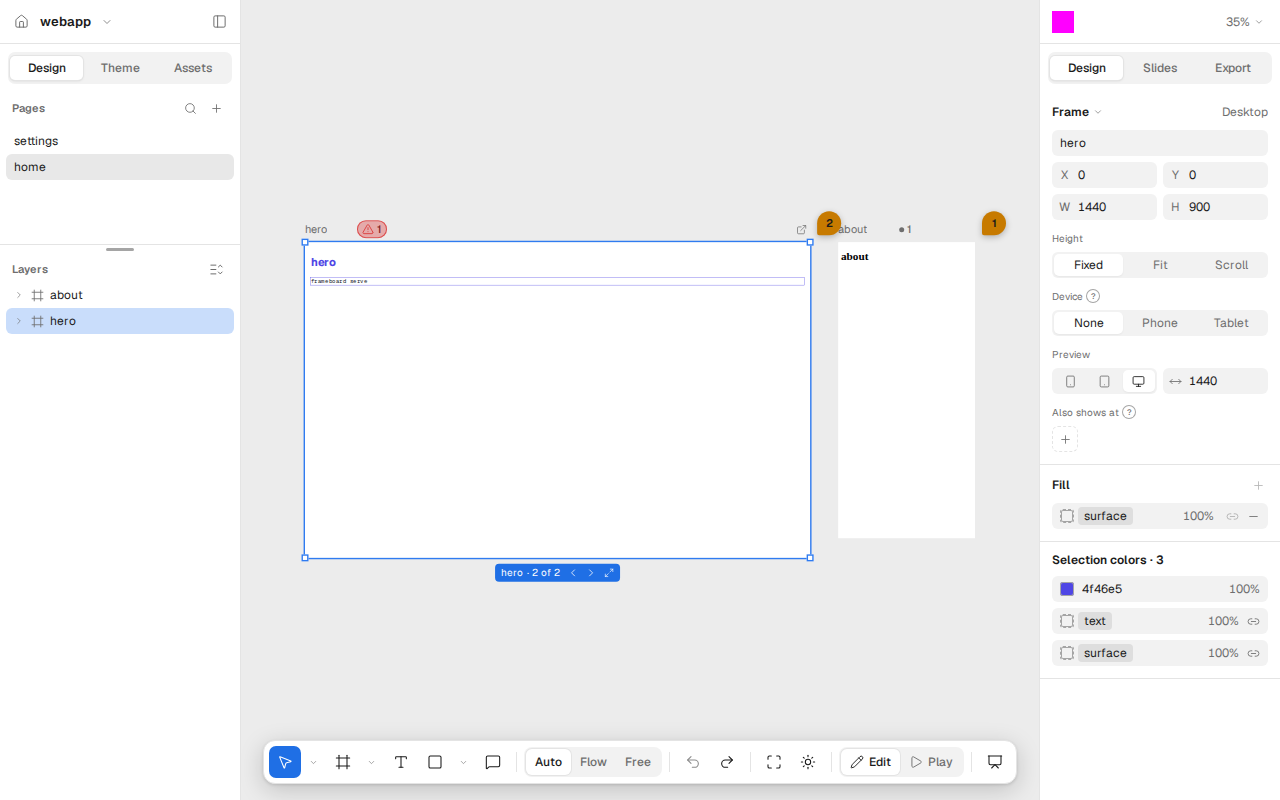 webapp
35%
Design Theme Assets
Design Slides Export
Pages
settings
home
Layers
about
hero
hero 1
2
about 1
1
hero
frameboard serve
about
hero · 2 of 2
Frame Desktop
hero
X 0 Y 0
W 1440 H 900
Height
Fixed Fit Scroll
Device ?
None Phone Tablet
Preview
1440
Also shows at ?
Fill
surface 100%
Selection colors · 3
4f46e5 100%
text 100%
surface 100%
Auto Flow Free Edit Play